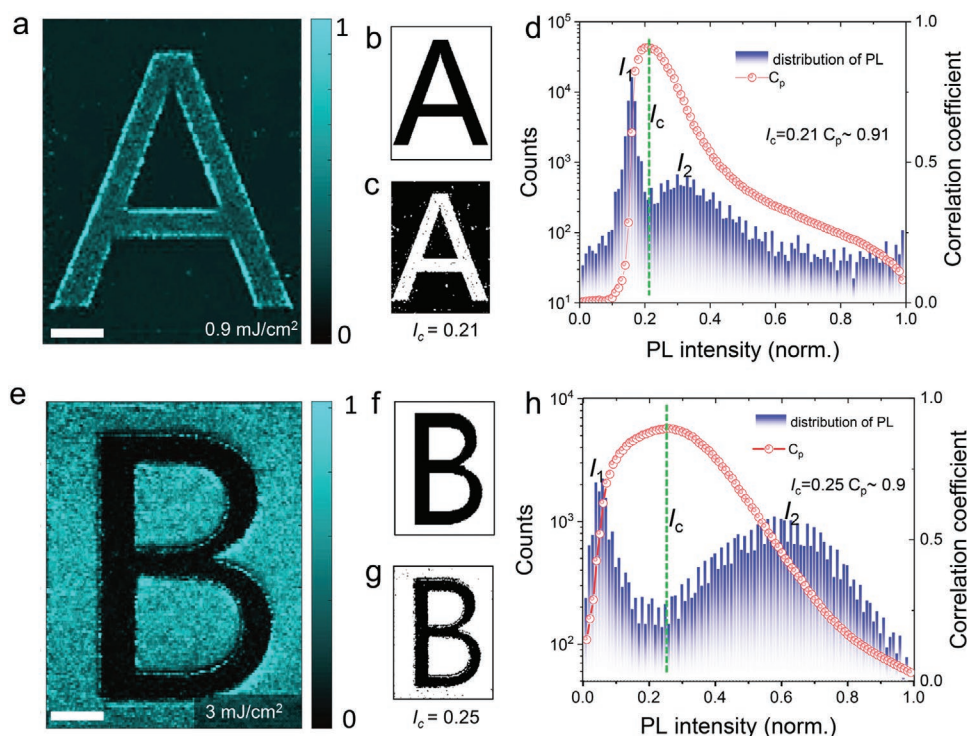 a
1
0
0.9 mJ/cm²
A
b
A
c
A
I_c = 0.21
d
10⁵
10⁴
10³
10²
10¹
Counts
1.0
0.5
0.0
Correlation coefficient
distribution of PL
C_p
I_1
I_c
I_2
I_c=0.21 C_p~ 0.91
0.0 0.2 0.4 0.6 0.8 1.0
PL intensity (norm.)
e
1
0
3 mJ/cm²
B
f
B
g
B
I_c = 0.25
h
10⁴
10³
10²
Counts
1.0
0.5
0.0
Correlation coefficient
distribution of PL
C_p
I_1
I_c
I_2
I_c=0.25 C_p~ 0.9
0.0 0.2 0.4 0.6 0.8 1.0
PL intensity (norm.)